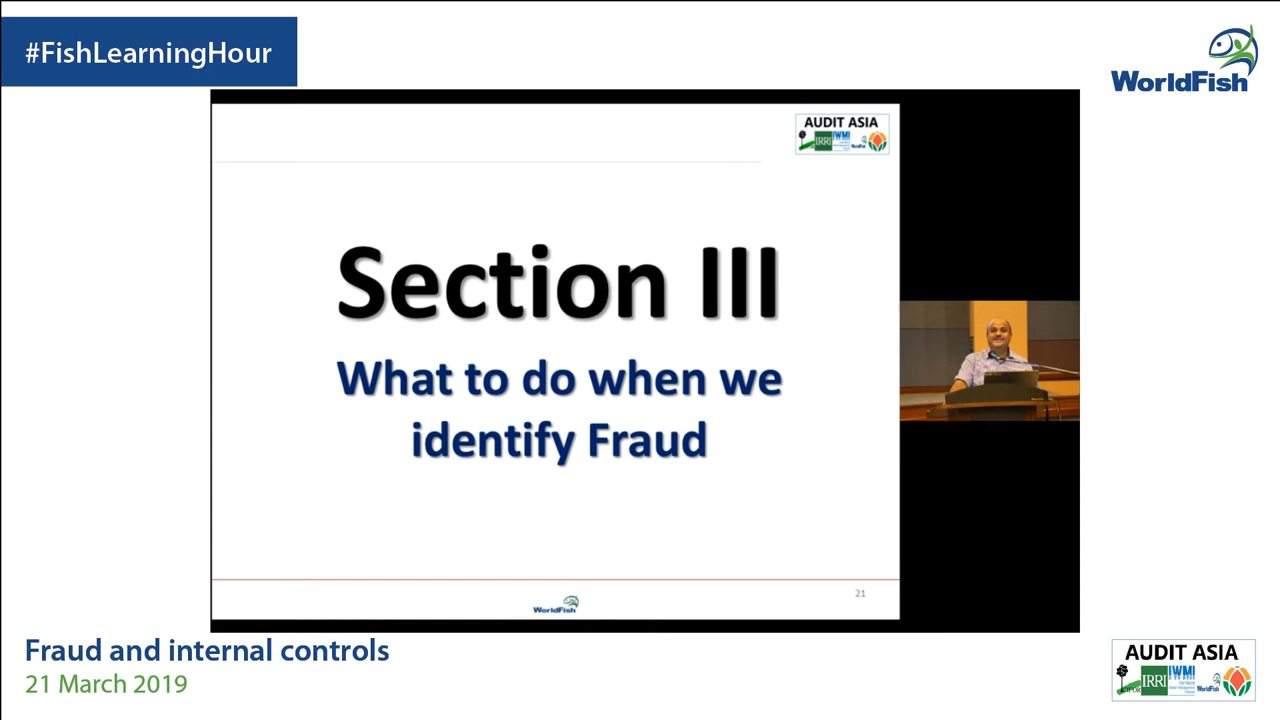 #FishLearningHour
WorldFish
AUDIT ASIA
IRRI
IWMI
WorldFish
Section III
What to do when we
identify Fraud
21
WorldFish
Fraud and internal controls
21 March 2019
AUDIT ASIA
IRRI
IWMI
WorldFish